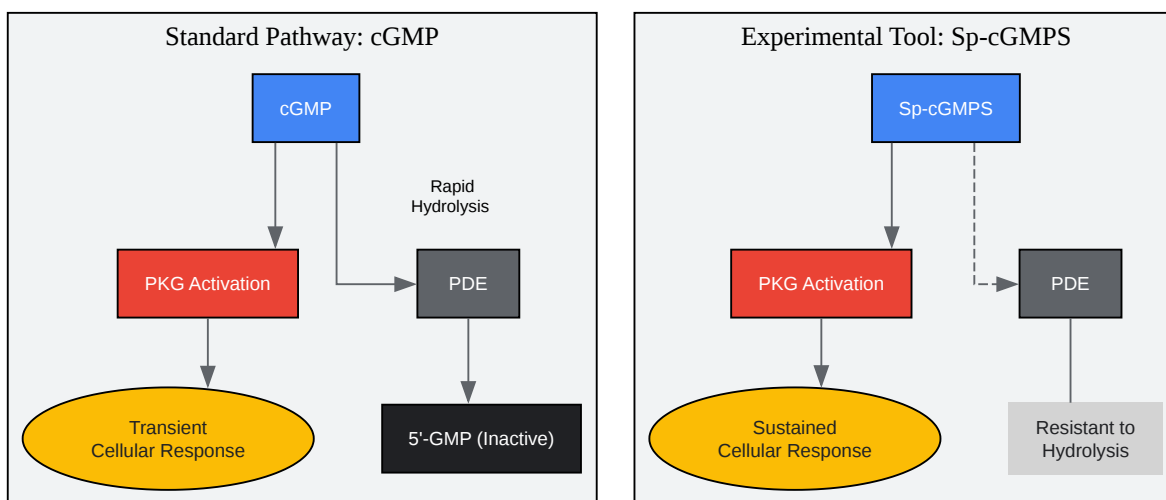 Standard Pathway: cGMP
cGMP
Rapid
Hydrolysis
PKG Activation
PDE
Transient
Cellular Response
5'-GMP (Inactive)
Experimental Tool: Sp-cGMPS
Sp-cGMPS
PKG Activation
PDE
Sustained
Cellular Response
Resistant to
Hydrolysis